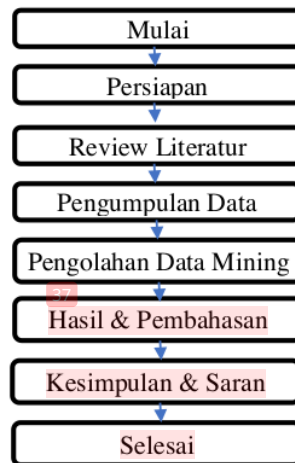 Mulai
Persiapan
Review Literatur
Pengumpulan Data
Pengolahan Data Mining
37
Hasil & Pembahasan
Kesimpulan & Saran
Selesai